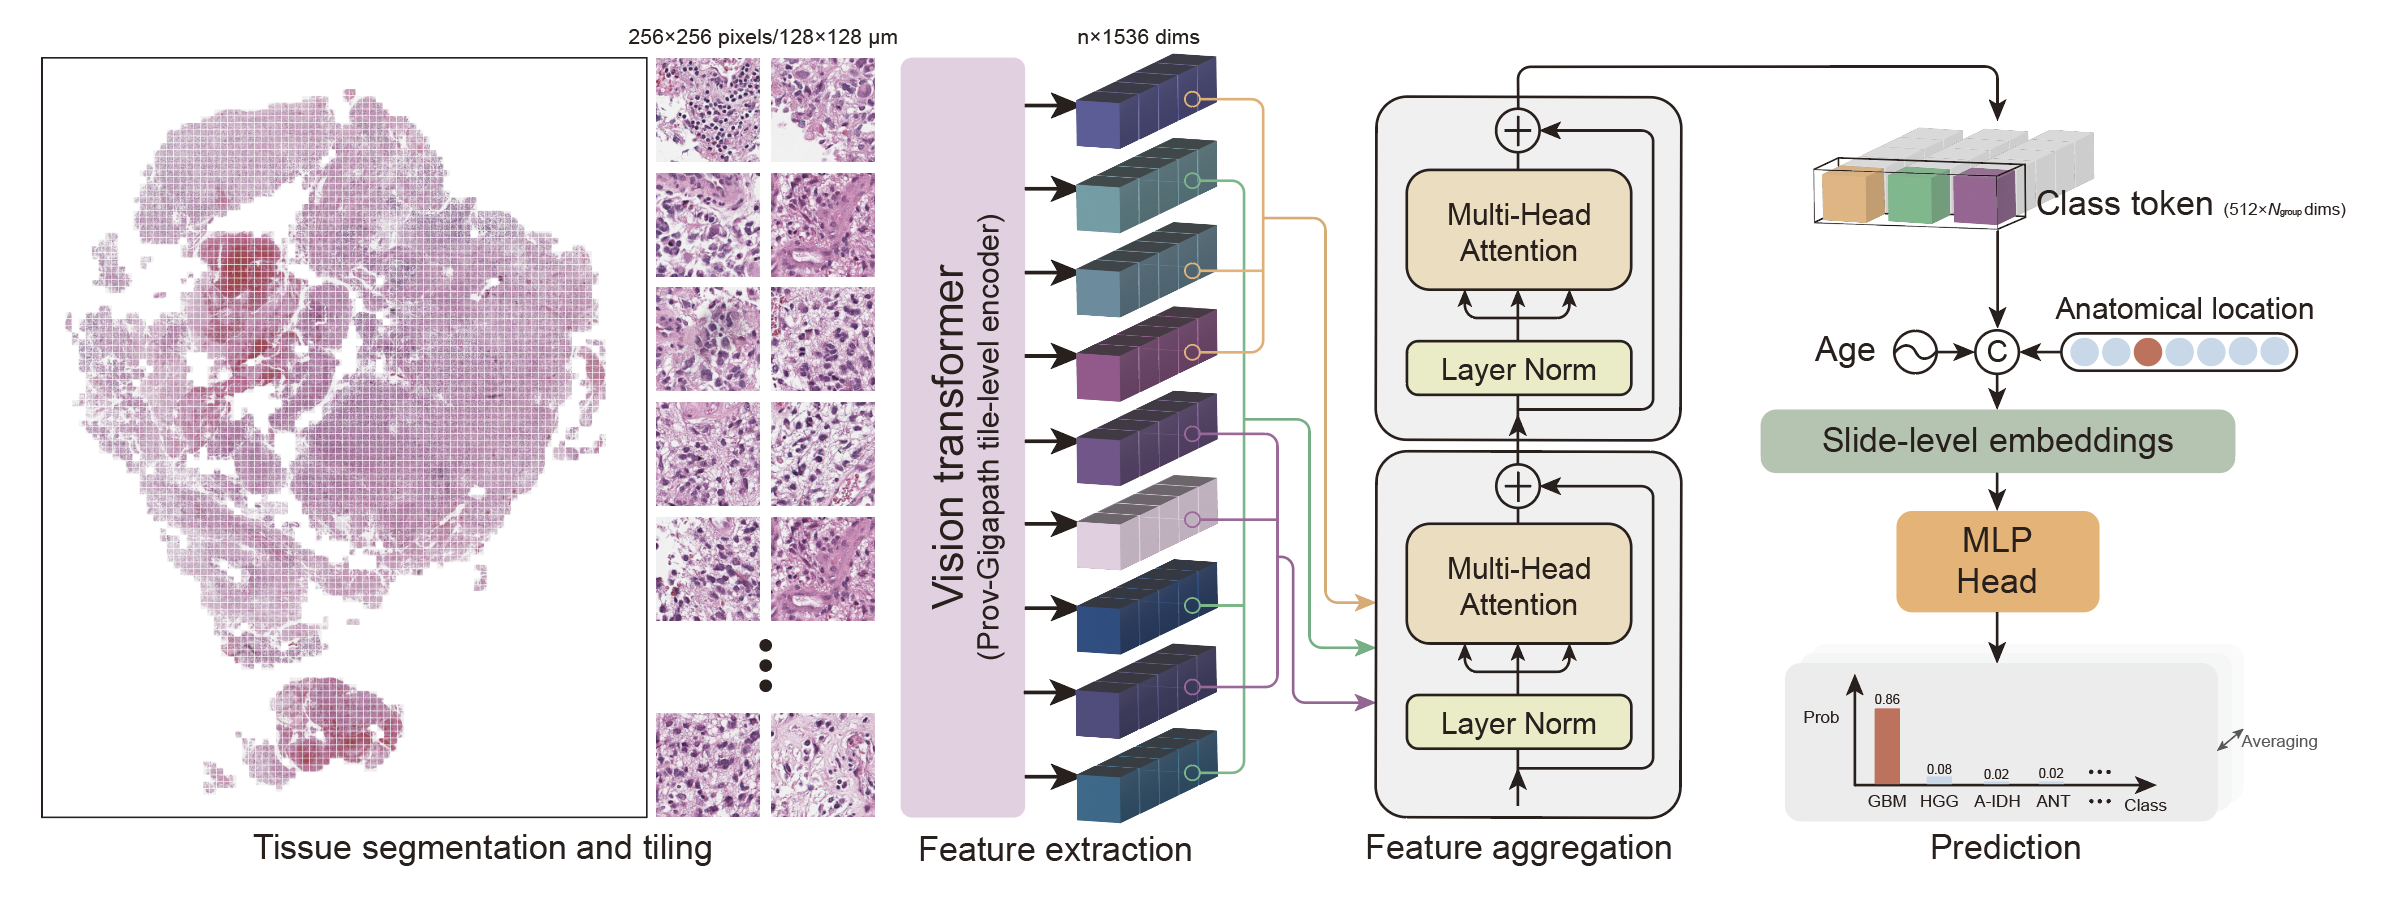 256×256 pixels/128×128 µm
Tissue segmentation and tiling
Vision transformer
(Prov-Gigapath tile-level encoder)
n×1536 dims
Feature extraction
Multi-Head
Attention
Layer Norm
Multi-Head
Attention
Layer Norm
Feature aggregation
Class token (512×Ngroup dims)
Anatomical location
Age
C
Slide-level embeddings
MLP
Head
Prob
0.86
0.08
0.02
0.02
GBM
HGG
A-IDH
ANT
Class
Averaging
Prediction